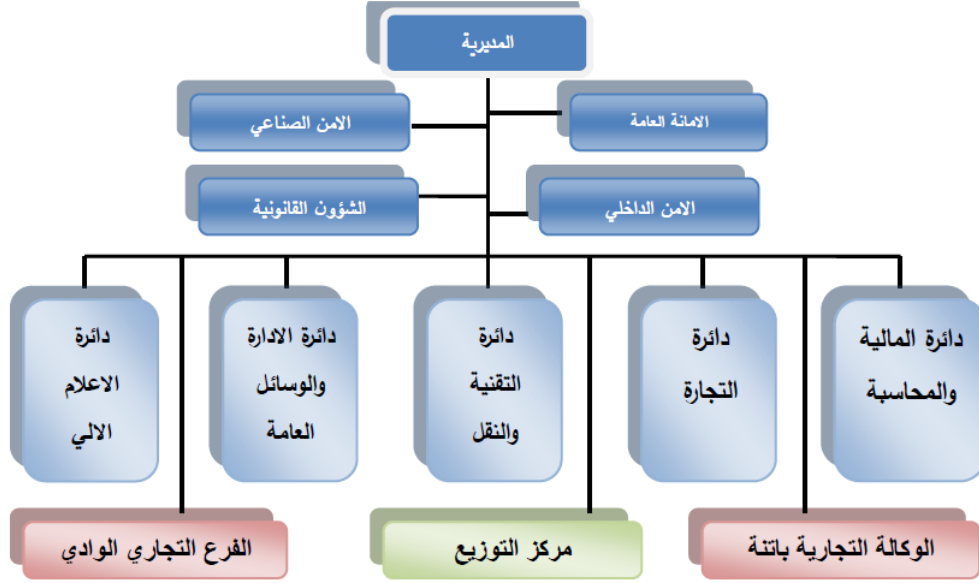 المديرية
الامانة العامة
الامن الصناعي
الامن الداخلي
الشؤون القانونية
دائرة المالية
والمحاسبة
دائرة
التجارة
دائرة
التقنية
والنقل
دائرة الادارة
والوسائل
العامة
دائرة
الاعلام
الالي
الوكالة التجارية باتنة
مركز التوزيع
الفرع التجاري الوادي